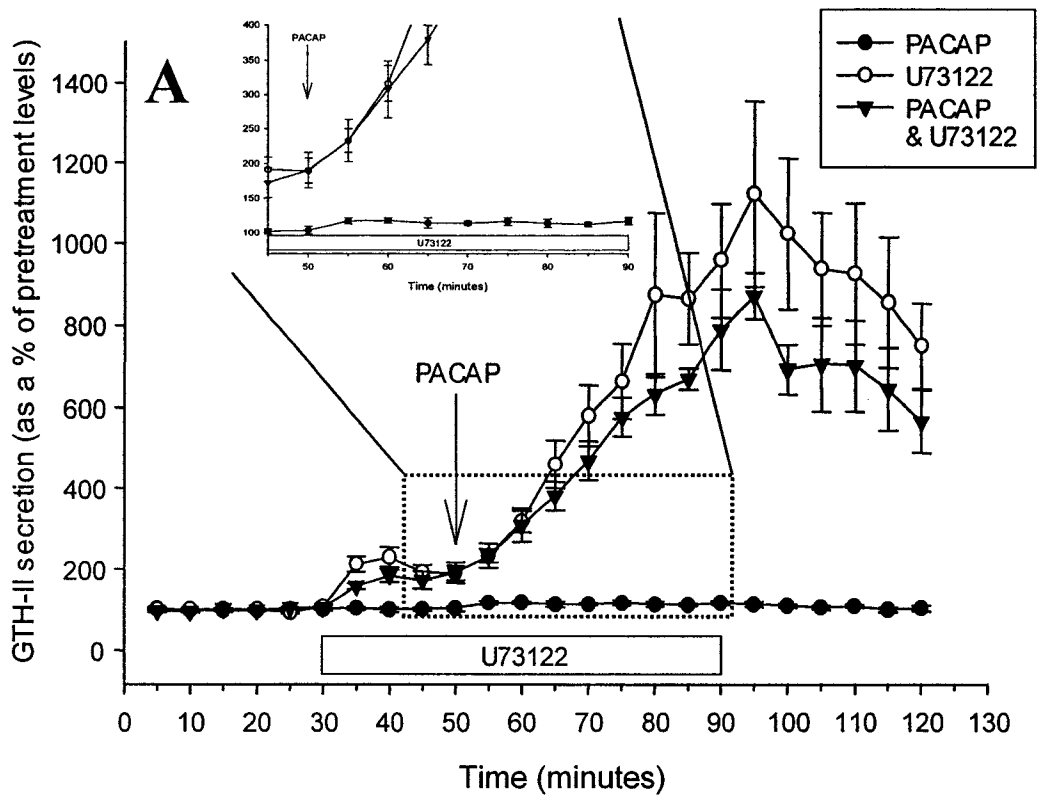 A
PACAP
U73122
PACAP
& U73122
GTH-II secretion (as a % of pretreatment levels)
1400
1200
1000
800
600
400
200
0
400
350
300
250
200
150
100
PACAP
U73122
50
60
70
80
90
Time (minutes)
PACAP
U73122
0
10
20
30
40
50
60
70
80
90
100
110
120
130
Time (minutes)